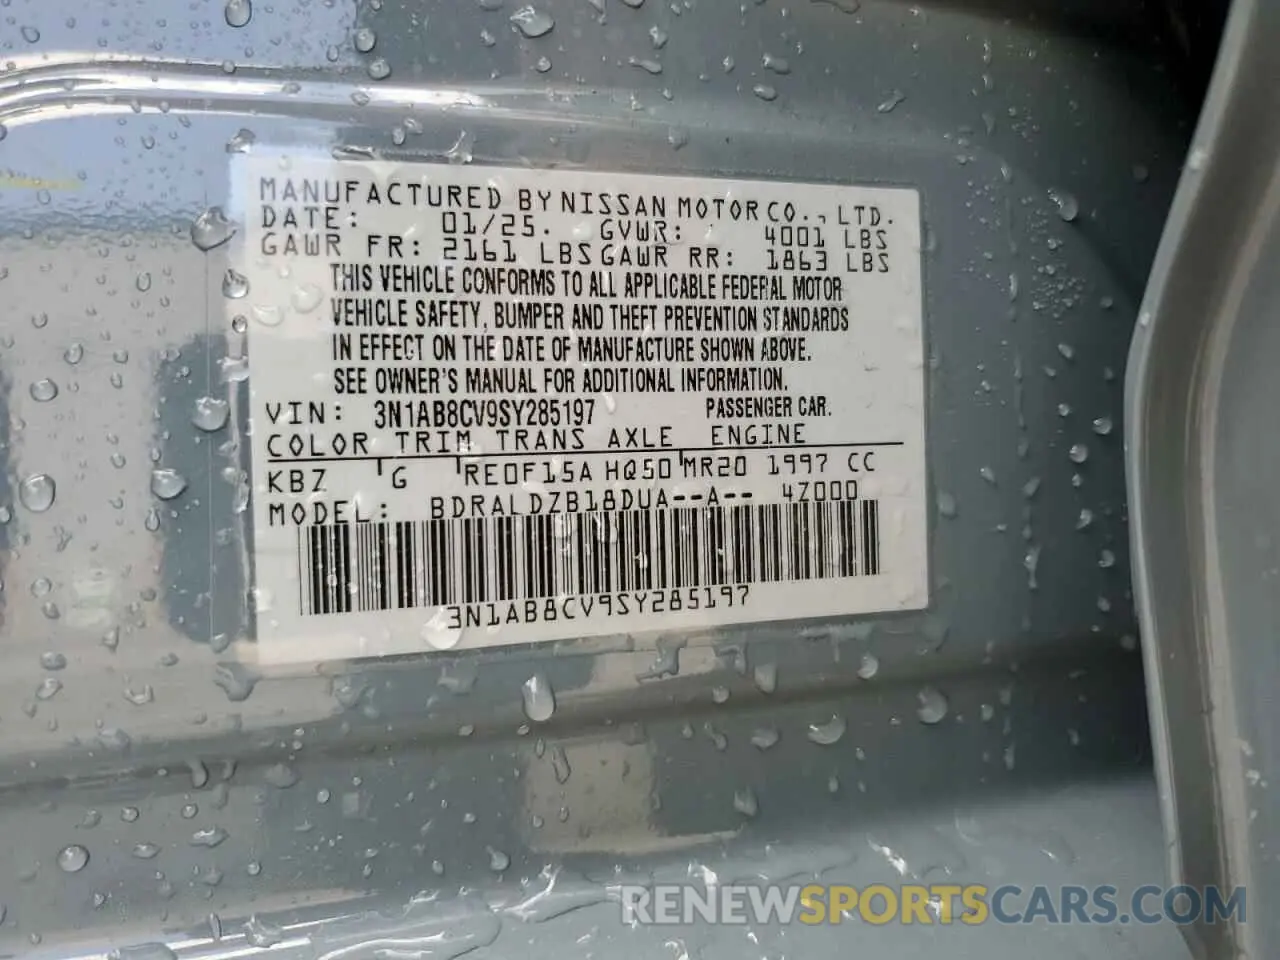 MANUFACTURED BY NISSAN MOTOR CO., LTD.
DATE: 01/25. GVWR: 4001 LBS
GAWR FR: 2161 LBS GAWR RR: 1863 LBS
THIS VEHICLE CONFORMS TO ALL APPLICABLE FEDERAL MOTOR
VEHICLE SAFETY, BUMPER AND THEFT PREVENTION STANDARDS
IN EFFECT ON THE DATE OF MANUFACTURE SHOWN ABOVE.
SEE OWNER'S MANUAL FOR ADDITIONAL INFORMATION.
VIN: 3N1AB8CV9SY285197 PASSENGER CAR.
COLOR TRIM TRANS AXLE ENGINE
KBZ G RE0F15A HQ50 MR20 1997 CC
MODEL: BDRALDZB18DUA--A-- 4Z000
3N1AB8CV9SY285197
RENEWSPORTSCARS.COM